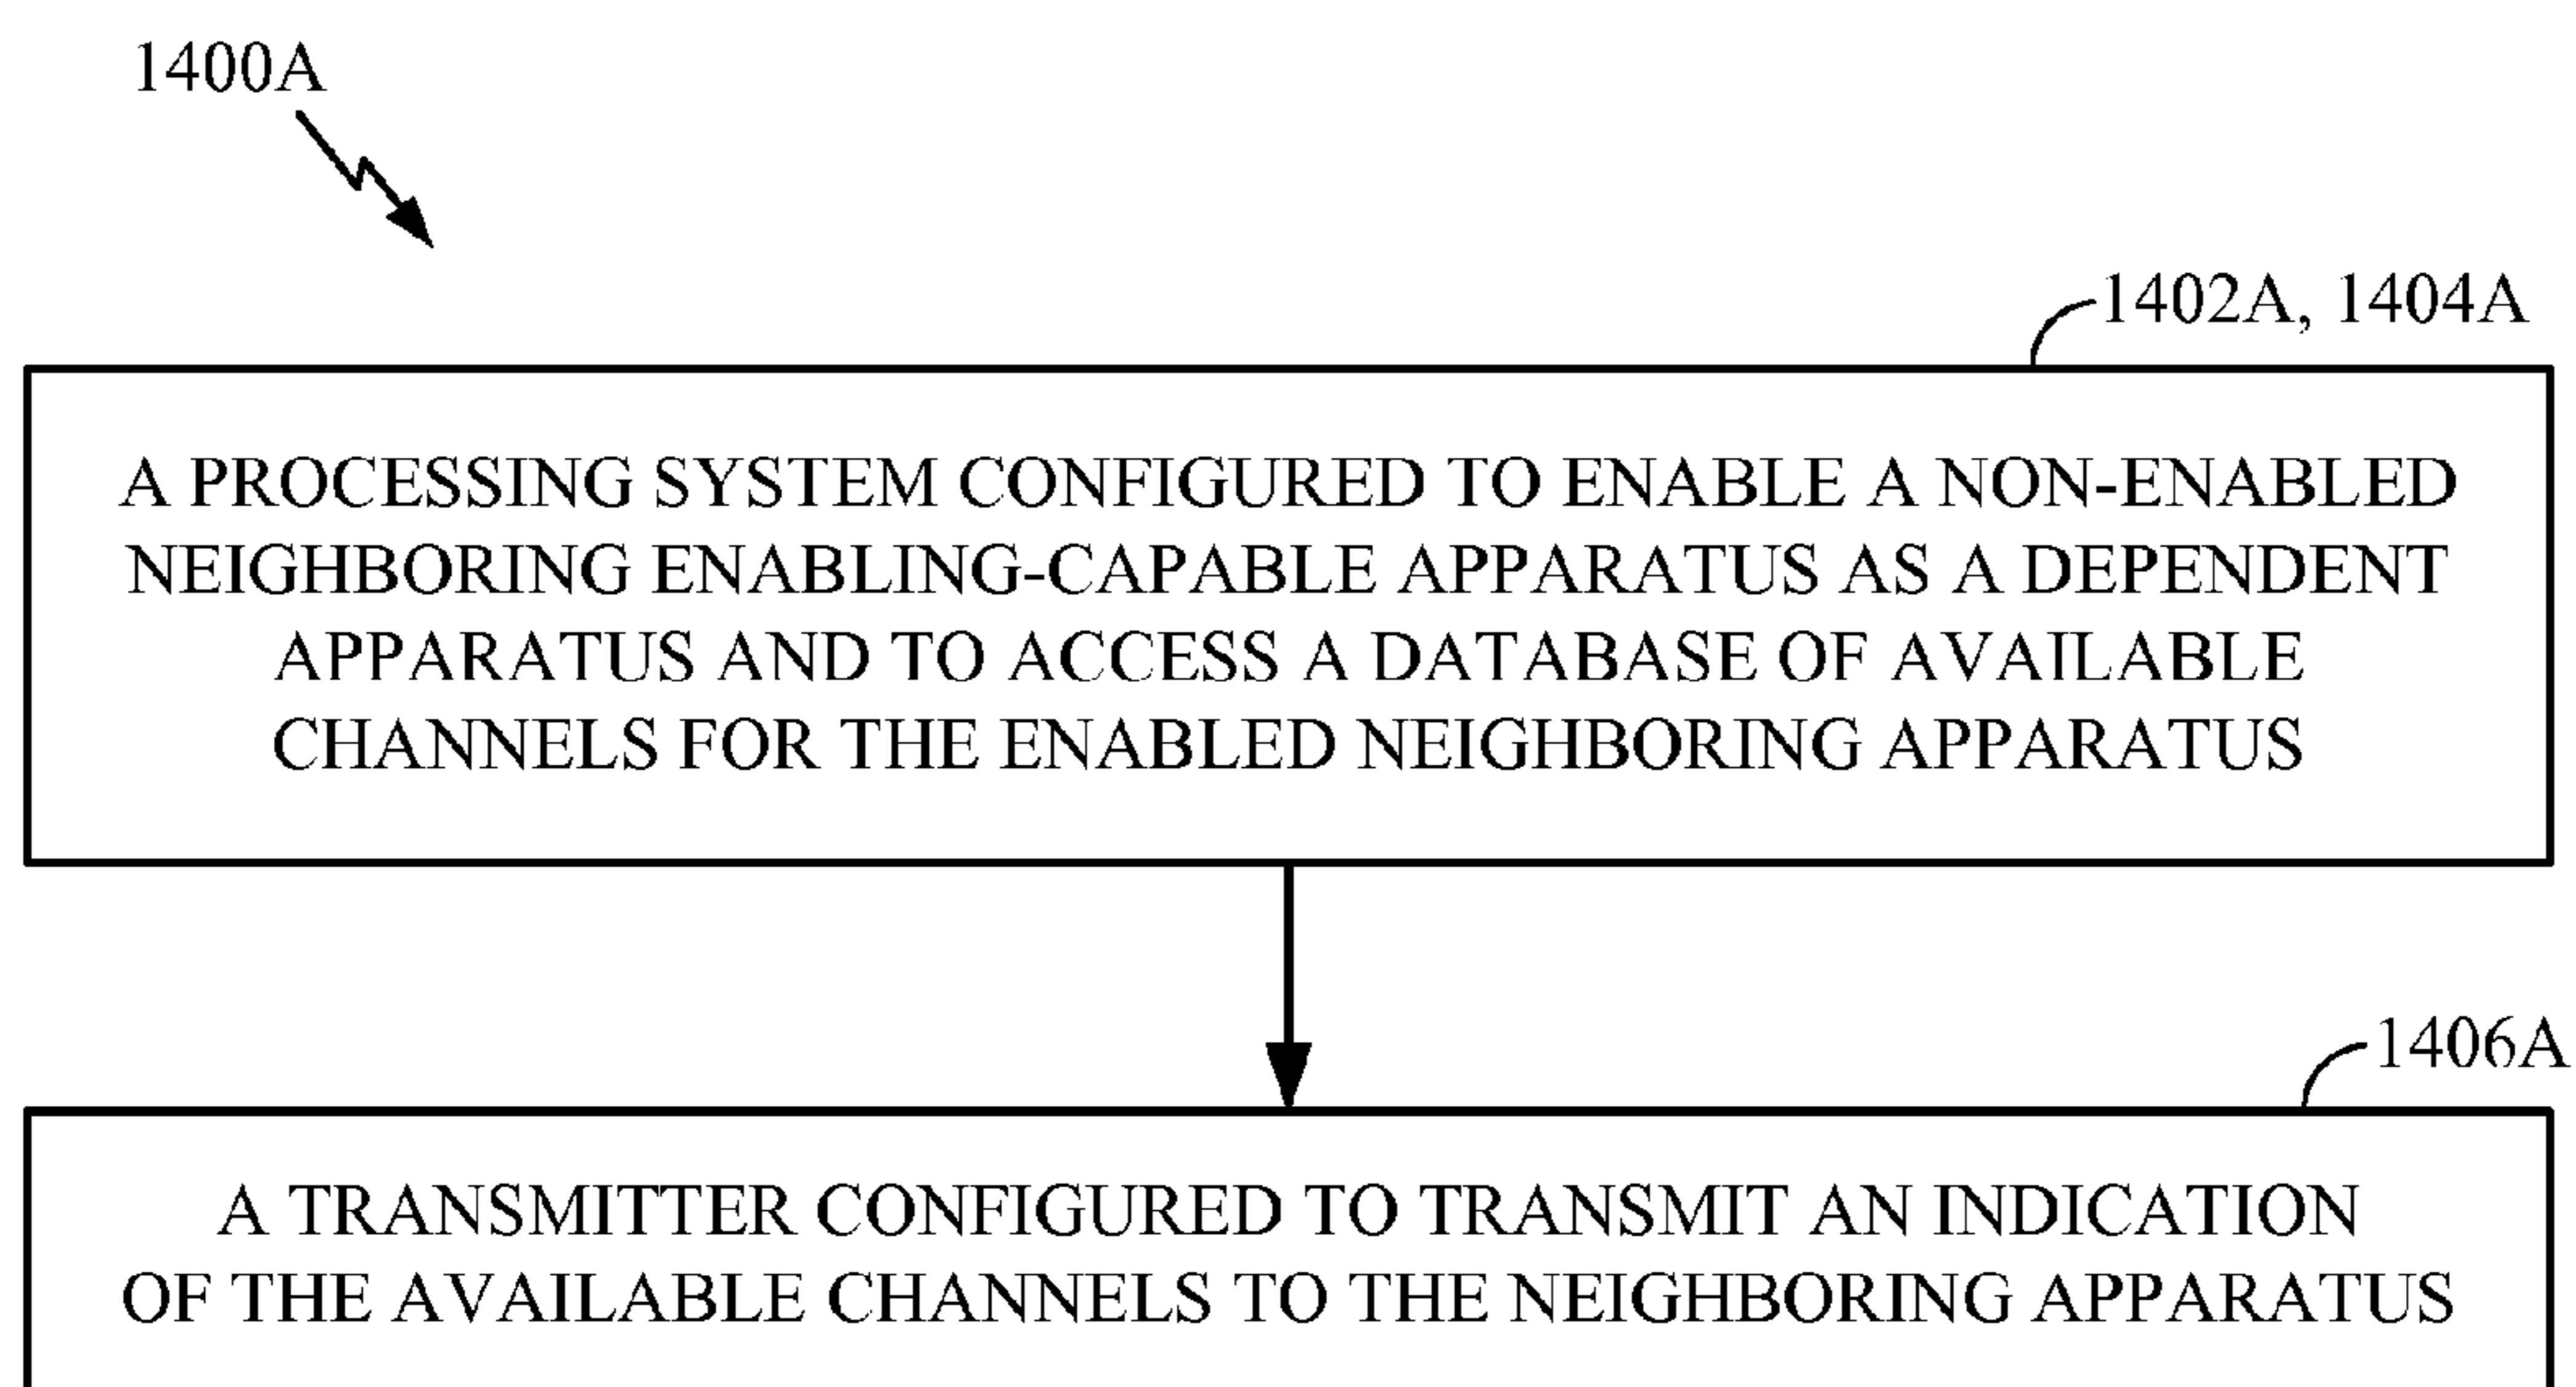 1400A
1402A, 1404A
A PROCESSING SYSTEM CONFIGURED TO ENABLE A NON-ENABLED
NEIGHBORING ENABLING-CAPABLE APPARATUS AS A DEPENDENT
APPARATUS AND TO ACCESS A DATABASE OF AVAILABLE
CHANNELS FOR THE ENABLED NEIGHBORING APPARATUS
1406A
A TRANSMITTER CONFIGURED TO TRANSMIT AN INDICATION
OF THE AVAILABLE CHANNELS TO THE NEIGHBORING APPARATUS